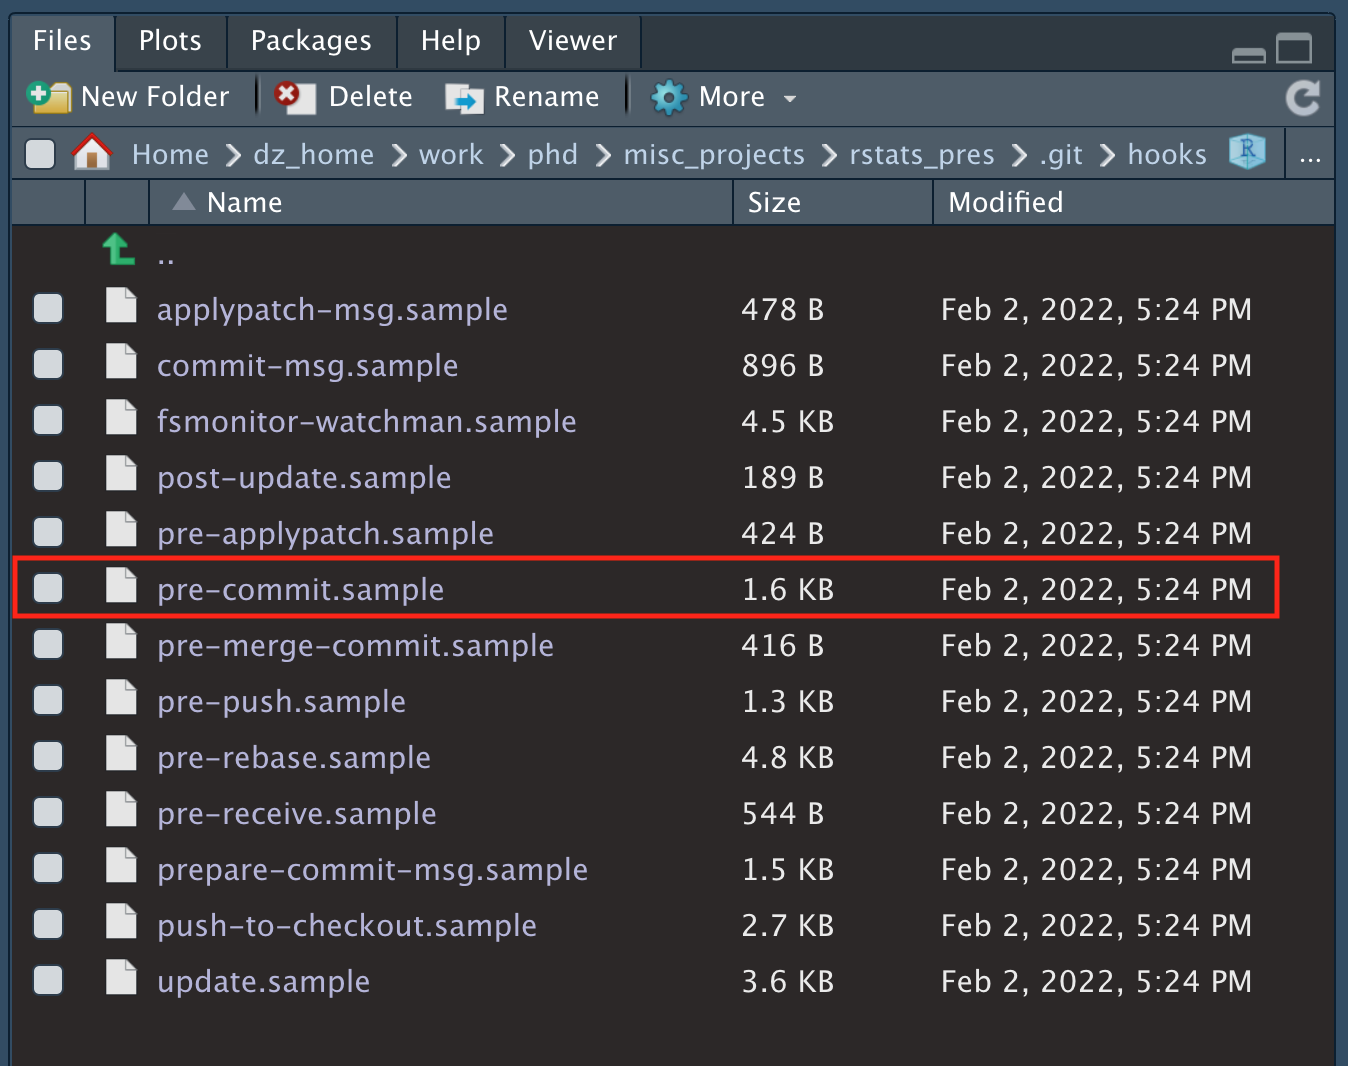 Files Plots Packages Help Viewer
New Folder Delete Rename More
Home dz_home work phd misc_projects rstats_pres .git hooks R ...
Name Size Modified
..
applypatch-msg.sample 478 B Feb 2, 2022, 5:24 PM
commit-msg.sample 896 B Feb 2, 2022, 5:24 PM
fsmonitor-watchman.sample 4.5 KB Feb 2, 2022, 5:24 PM
post-update.sample 189 B Feb 2, 2022, 5:24 PM
pre-applypatch.sample 424 B Feb 2, 2022, 5:24 PM
pre-commit.sample 1.6 KB Feb 2, 2022, 5:24 PM
pre-merge-commit.sample 416 B Feb 2, 2022, 5:24 PM
pre-push.sample 1.3 KB Feb 2, 2022, 5:24 PM
pre-rebase.sample 4.8 KB Feb 2, 2022, 5:24 PM
pre-receive.sample 544 B Feb 2, 2022, 5:24 PM
prepare-commit-msg.sample 1.5 KB Feb 2, 2022, 5:24 PM
push-to-checkout.sample 2.7 KB Feb 2, 2022, 5:24 PM
update.sample 3.6 KB Feb 2, 2022, 5:24 PM